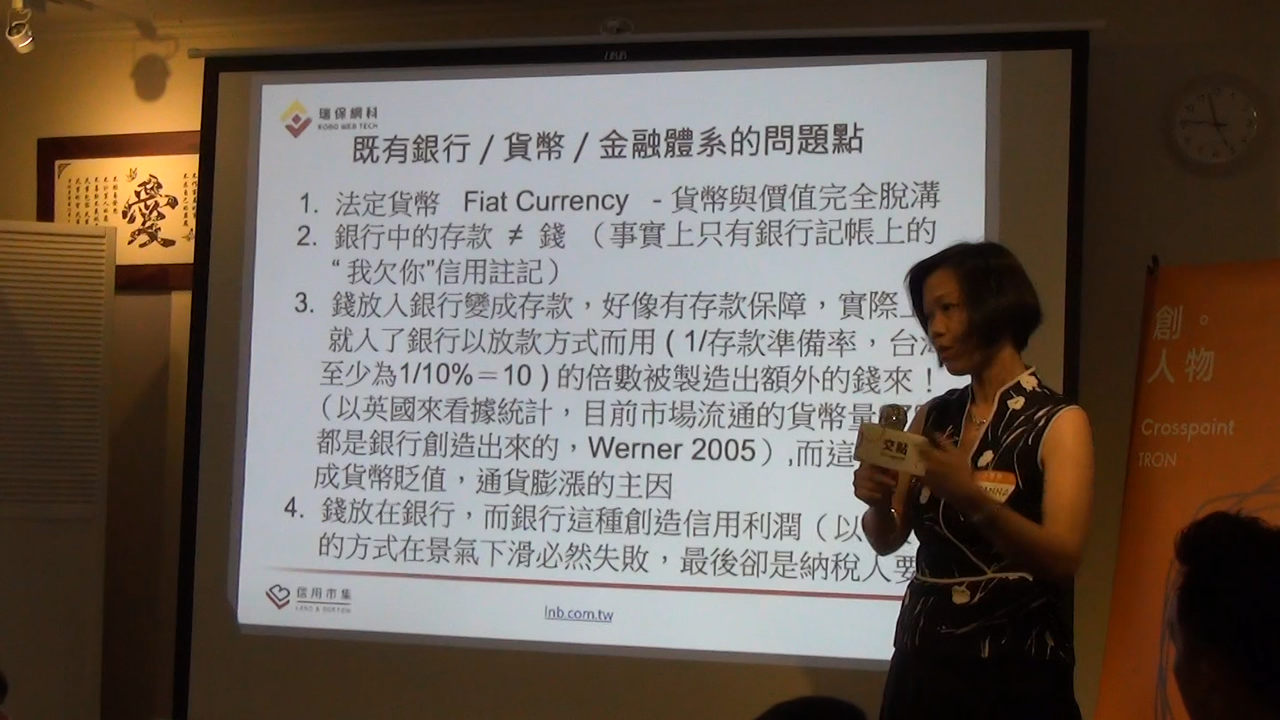 瑞保網科
ROBO WEB TECH
既有銀行 / 貨幣 / 金融體系的問題點
1. 法定貨幣 Fiat Currency - 貨幣與價值完全脫溝
2. 銀行中的存款 ≠ 錢 （事實上只有銀行記帳上的
“ 我欠你”信用註記）
3. 錢放入銀行變成存款，好像有存款保障，實際
就入了銀行以放款方式而用 ( 1/存款準備率，台
至少為1/10%＝10 ) 的倍數被製造出額外的錢來！
（以英國來看據統計，目前市場流通的貨幣量
都是銀行創造出來的，Werner 2005）,而這
成貨幣貶值，通貨膨漲的主因
4. 錢放在銀行，而銀行這種創造信用利潤（以
的方式在景氣下滑必然失敗，最後卻是納稅人要
信用市集
LEND & BORROW
lnb.com.tw
愛
交點
創。
人物
Crosspoint
TRON